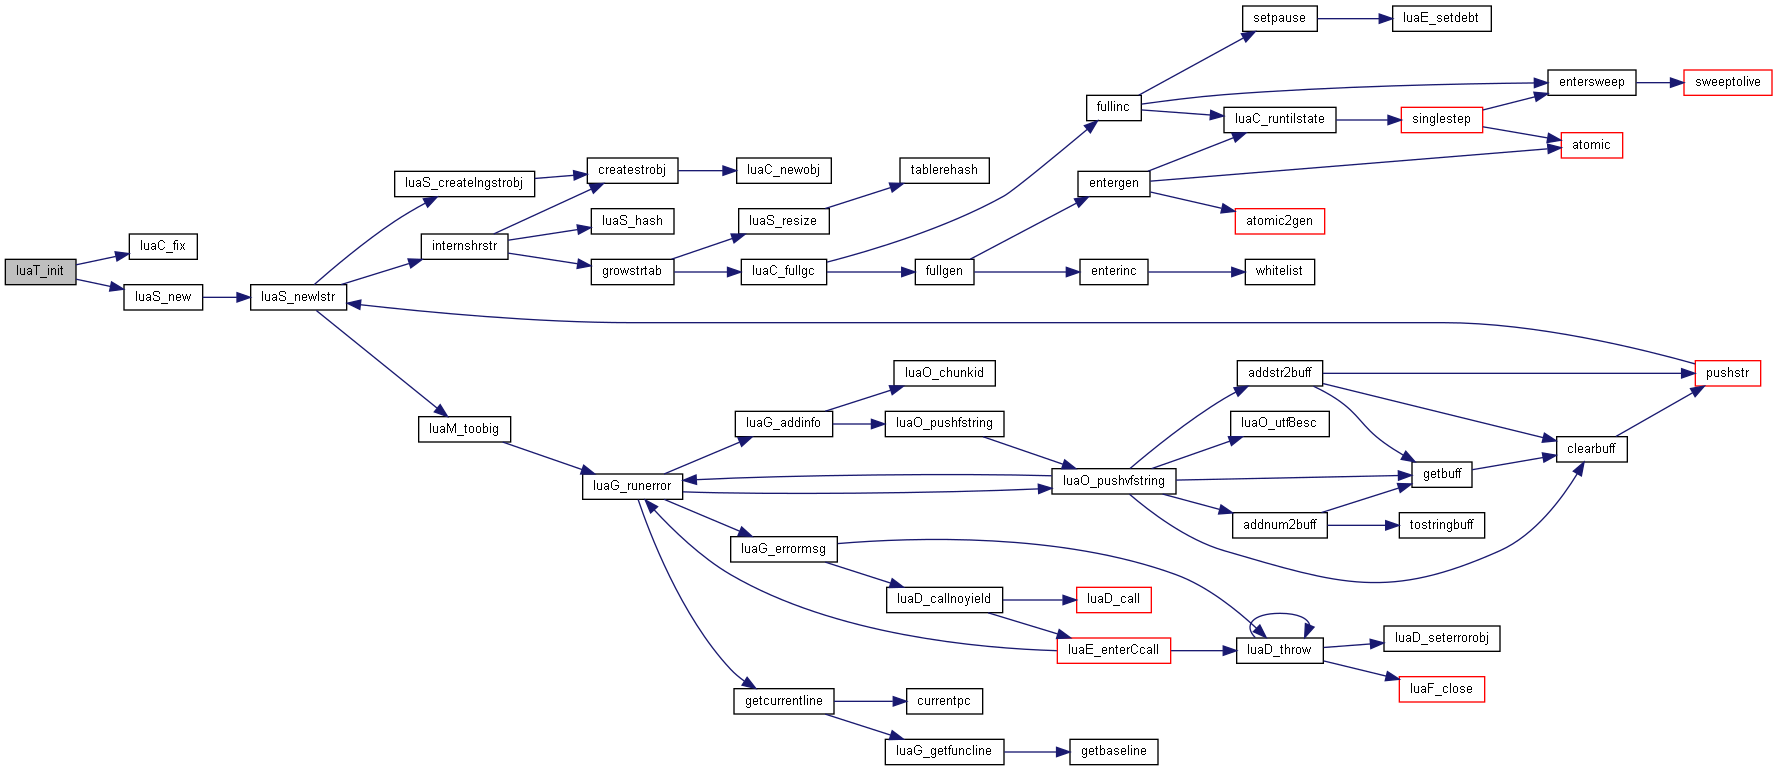 setpause
luaE_setdebt
entersweep
sweeptolive
fullinc
luaC_runtilstate
singlestep
atomic
createstrobj
luaC_newobj
tablerehash
luaS_createlngstrobj
entergen
luaS_hash
luaS_resize
atomic2gen
luaC_fix
internshrstr
luaT_init
growstrtab
luaC_fullgc
fullgen
enterinc
whitelist
luaS_new
luaS_newlstr
luaO_chunkid
addstr2buff
pushstr
luaG_addinfo
luaO_pushfstring
luaO_utf8esc
luaM_toobig
clearbuff
luaG_runerror
luaO_pushvfstring
getbuff
addnum2buff
tostringbuff
luaG_errormsg
luaD_callnoyield
luaD_call
luaE_enterCcall
luaD_throw
luaD_seterrorobj
luaF_close
getcurrentline
currentpc
luaG_getfuncline
getbaseline